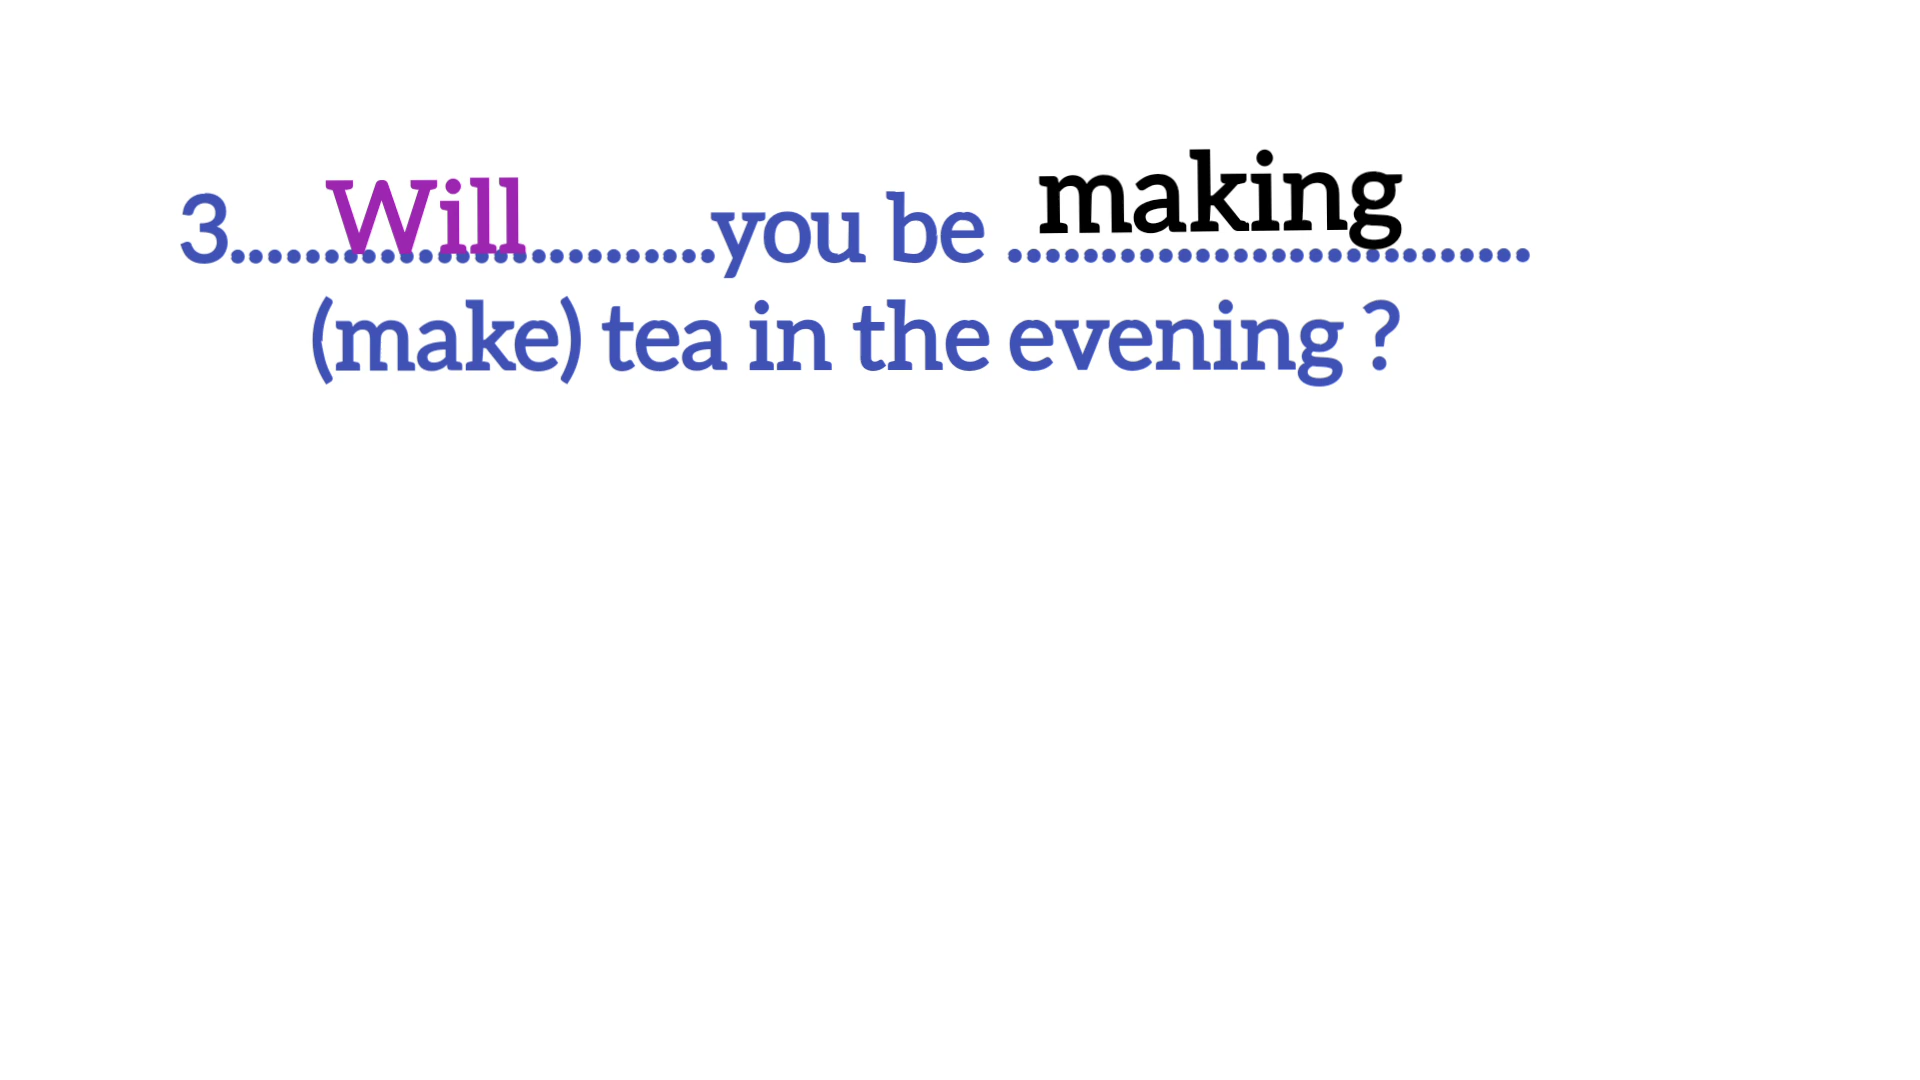 3.....Will..........you be .....making.......
(make) tea in the evening ?